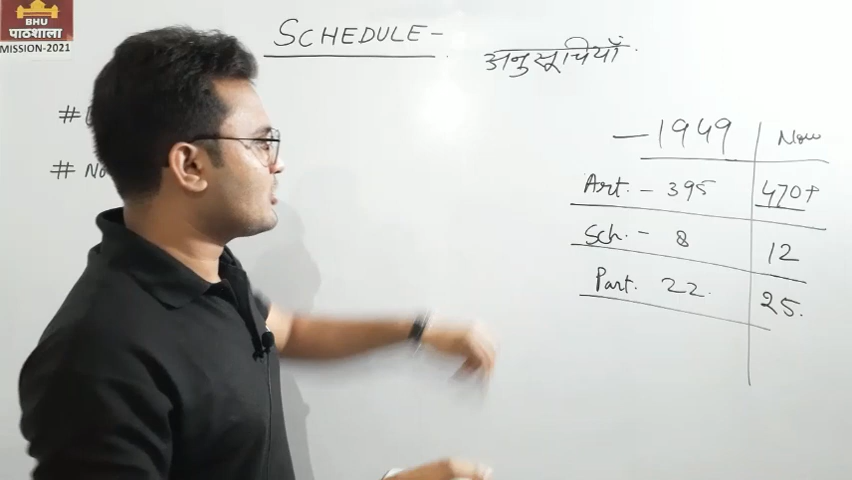 BHU
पाठशाला
MISSION-2021
SCHEDULE-
अनुसूचियाँ.
#
# No
- 1949 Now
Art. - 395 470+
Sch. - 8 12
Part. 22. 25.